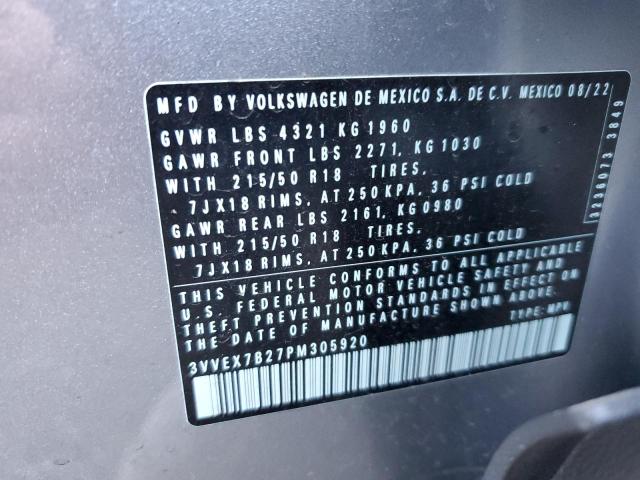 MFD BY VOLKSWAGEN DE MEXICO S.A. DE C.V. MEXICO 08/22
GVWR LBS 4321 KG 1960
GAWR FRONT LBS 2271, KG 1030
WITH 215/50 R18 TIRES.
7JX18 RIMS, AT 250 KPA, 36 PSI COLD
GAWR REAR LBS 2161, KG 0980
WITH 215/50 R18 TIRES.
7JX18 RIMS, AT 250 KPA, 36 PSI COLD
THIS VEHICLE CONFORMS TO ALL APPLICABLE
U.S. FEDERAL MOTOR VEHICLE SAFETY AND
THEFT PREVENTION STANDARDS IN EFFECT ON
THE DATE OF MANUFACTURE SHOWN ABOVE.
3VVEX7B27PM305920 TYPE: MPV
3236073 3849